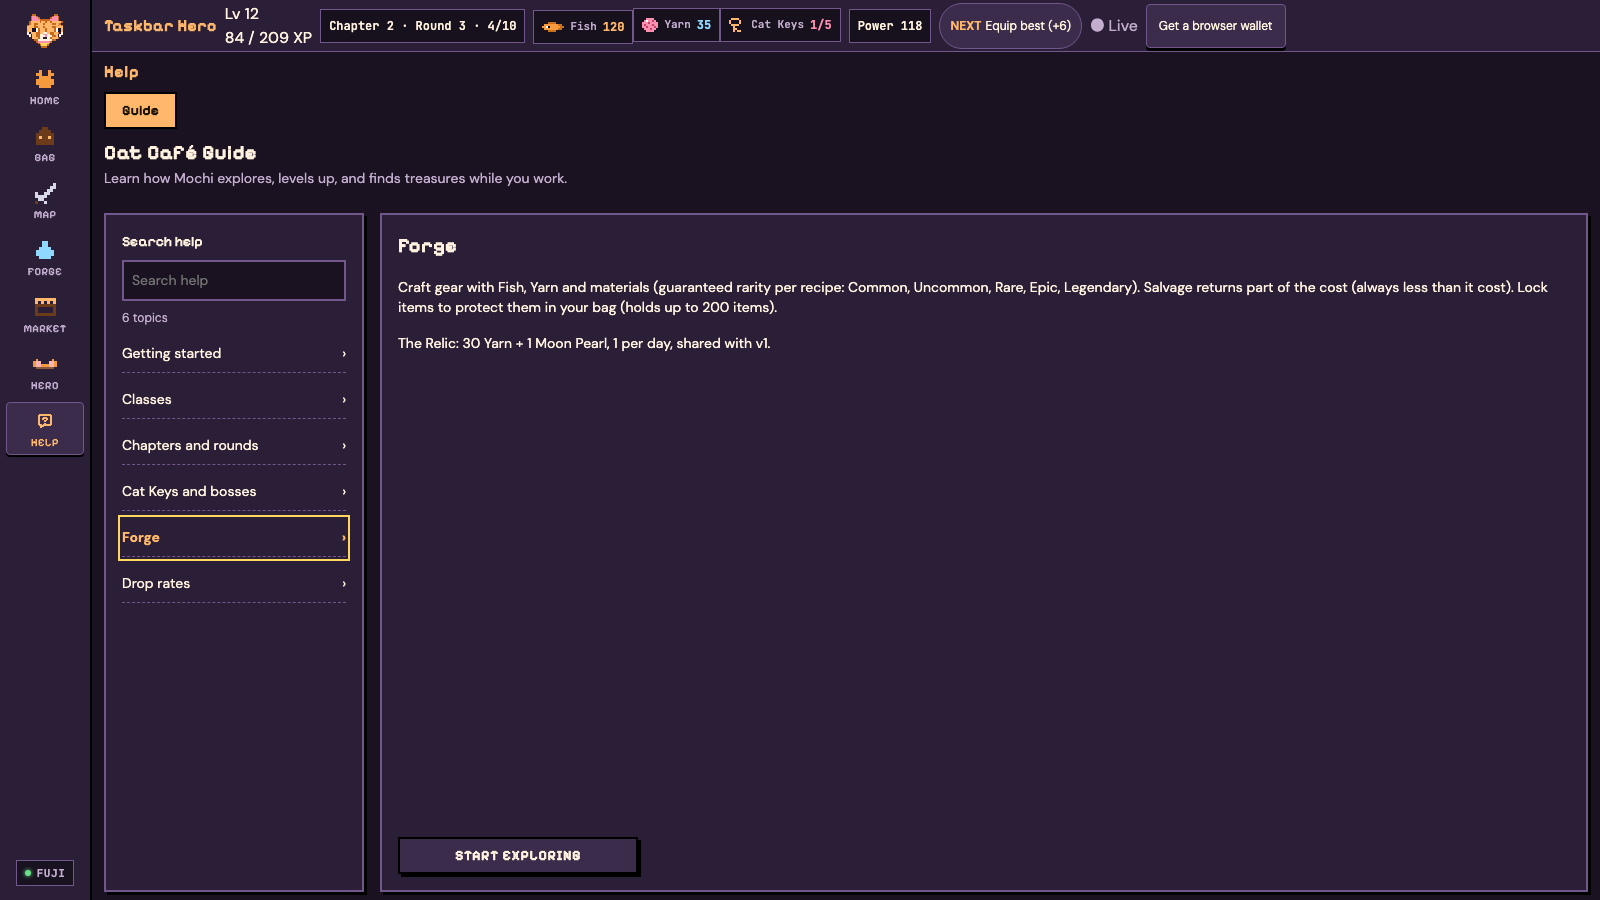 Taskbar Hero
Lv 12
84 / 209 XP
Chapter 2 · Round 3 · 4/10
Fish 120
Yarn 35
Cat Keys 1/5
Power 118
NEXT Equip best (+6)
Live
Get a browser wallet
HOME
BAG
MAP
FORGE
MARKET
HERO
HELP
FUJI
Help
Guide
Cat Café Guide
Learn how Mochi explores, levels up, and finds treasures while you work.
Search help
Search help
6 topics
Getting started ›
Classes ›
Chapters and rounds ›
Cat Keys and bosses ›
Forge ›
Drop rates ›
Forge
Craft gear with Fish, Yarn and materials (guaranteed rarity per recipe: Common, Uncommon, Rare, Epic, Legendary). Salvage returns part of the cost (always less than it cost). Lock
items to protect them in your bag (holds up to 200 items).
The Relic: 30 Yarn + 1 Moon Pearl, 1 per day, shared with v1.
START EXPLORING